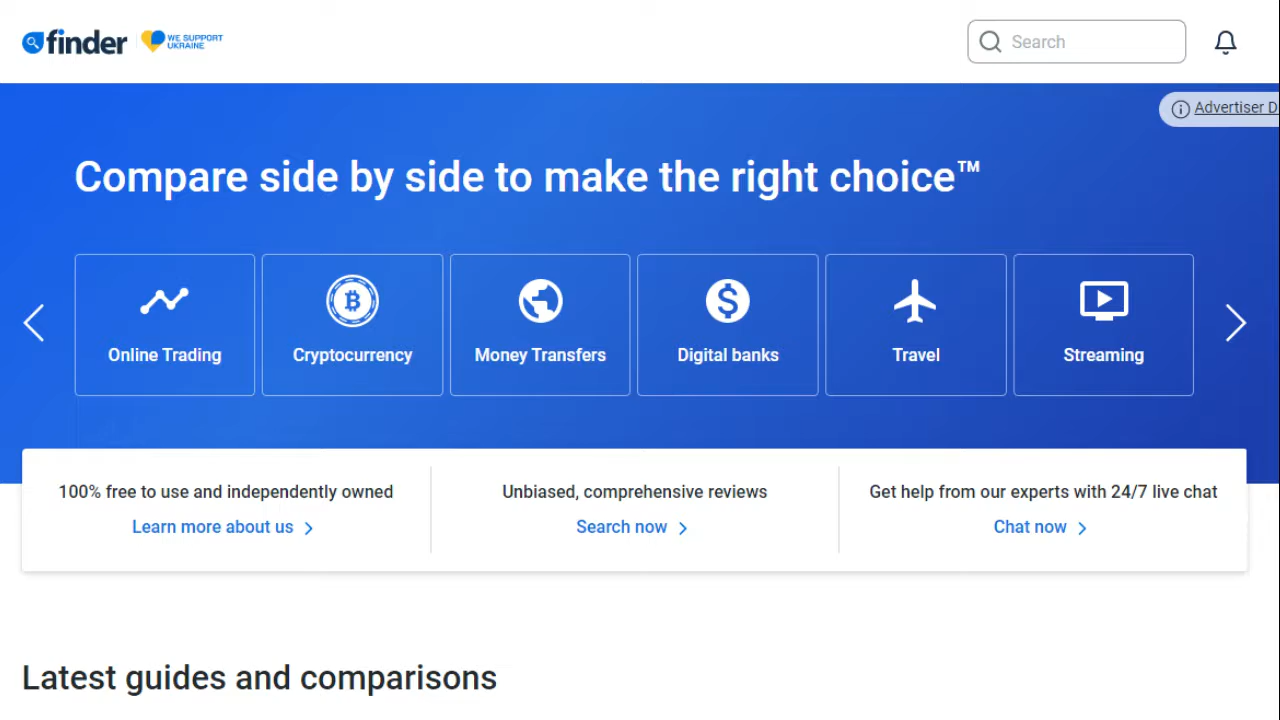 finder
WE SUPPORT
UKRAINE
Search
Advertiser D
Compare side by side to make the right choice™
Online Trading
Cryptocurrency
Money Transfers
Digital banks
Travel
Streaming
100% free to use and independently owned
Learn more about us
Unbiased, comprehensive reviews
Search now
Get help from our experts with 24/7 live chat
Chat now
Latest guides and comparisons